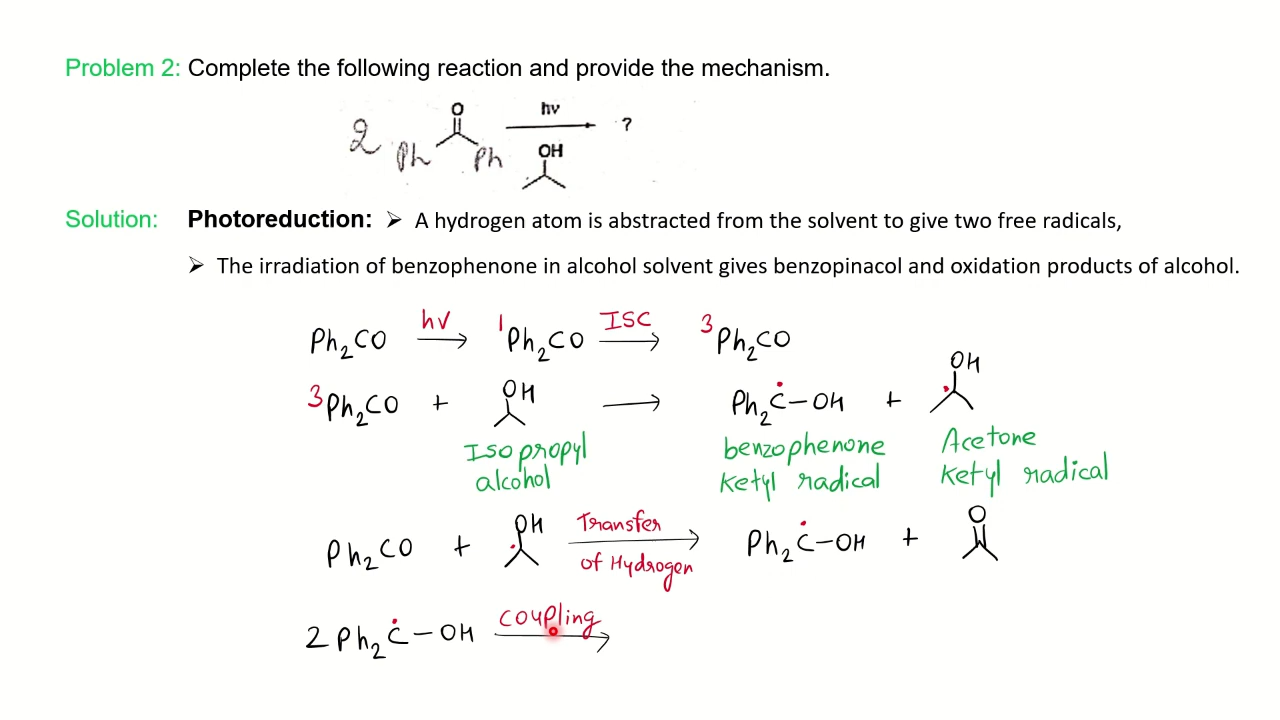 Problem 2: Complete the following reaction and provide the mechanism.
O
hν
2 Ph Ph ?
OH
Solution: Photoreduction: ➢ A hydrogen atom is abstracted from the solvent to give two free radicals,
➢ The irradiation of benzophenone in alcohol solvent gives benzopinacol and oxidation products of alcohol.
Ph₂CO hν → ¹Ph₂CO ISC → ³Ph₂CO
³Ph₂CO + OH → Ph₂Ċ–OH + OH
Isopropyl alcohol
benzophenone Ketyl radical
Acetone Ketyl radical
Ph₂CO + OH Transfer of Hydrogen → Ph₂Ċ–OH + O
2 Ph₂Ċ–OH coupling →